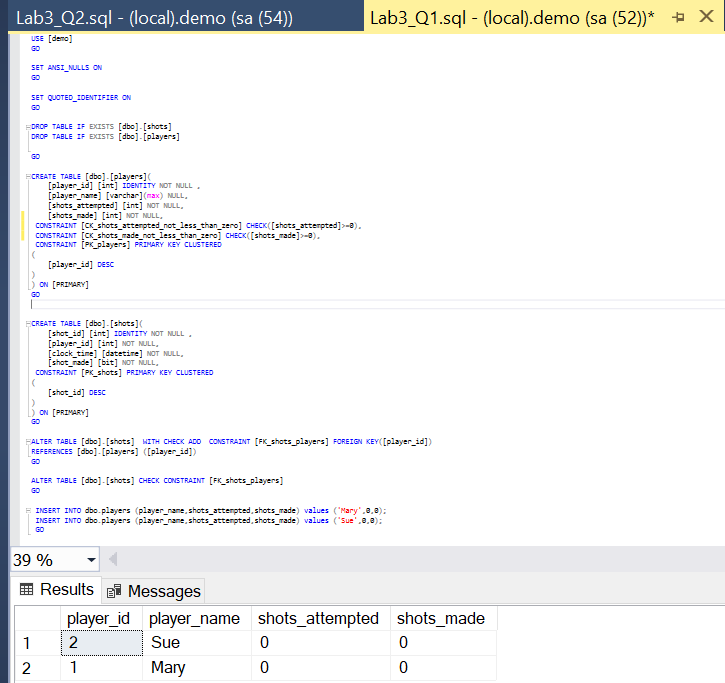 Lab3_Q2.sql - (local).demo (sa (54))
Lab3_Q1.sql - (local).demo (sa (52))*
USE [demo]
GO
SET ANSI_NULLS ON
GO
SET QUOTED_IDENTIFIER ON
GO
DROP TABLE IF EXISTS [dbo].[shots]
DROP TABLE IF EXISTS [dbo].[players]
GO
CREATE TABLE [dbo].[players](
[player_id] [int] IDENTITY NOT NULL ,
[player_name] [varchar](max) NULL,
[shots_attempted] [int] NOT NULL,
[shots_made] [int] NOT NULL,
CONSTRAINT [CK_shots_attempted_not_less_than_zero] CHECK([shots_attempted]>=0),
CONSTRAINT [CK_shots_made_not_less_than_zero] CHECK([shots_made]>=0),
CONSTRAINT [PK_players] PRIMARY KEY CLUSTERED
(
[player_id] DESC
)
) ON [PRIMARY]
GO
CREATE TABLE [dbo].[shots](
[shot_id] [int] IDENTITY NOT NULL ,
[player_id] [int] NOT NULL,
[clock_time] [datetime] NOT NULL,
[shot_made] [bit] NOT NULL,
CONSTRAINT [PK_shots] PRIMARY KEY CLUSTERED
(
[shot_id] DESC
)
) ON [PRIMARY]
GO
ALTER TABLE [dbo].[shots]  WITH CHECK ADD  CONSTRAINT [FK_shots_players] FOREIGN KEY([player_id])
REFERENCES [dbo].[players] ([player_id])
GO
ALTER TABLE [dbo].[shots] CHECK CONSTRAINT [FK_shots_players]
GO
INSERT INTO dbo.players (player_name,shots_attempted,shots_made) values ('Mary',0,0);
INSERT INTO dbo.players (player_name,shots_attempted,shots_made) values ('Sue',0,0);
GO
39 %
Results Messages
player_id player_name shots_attempted shots_made
1 2 Sue 0 0
2 1 Mary 0 0